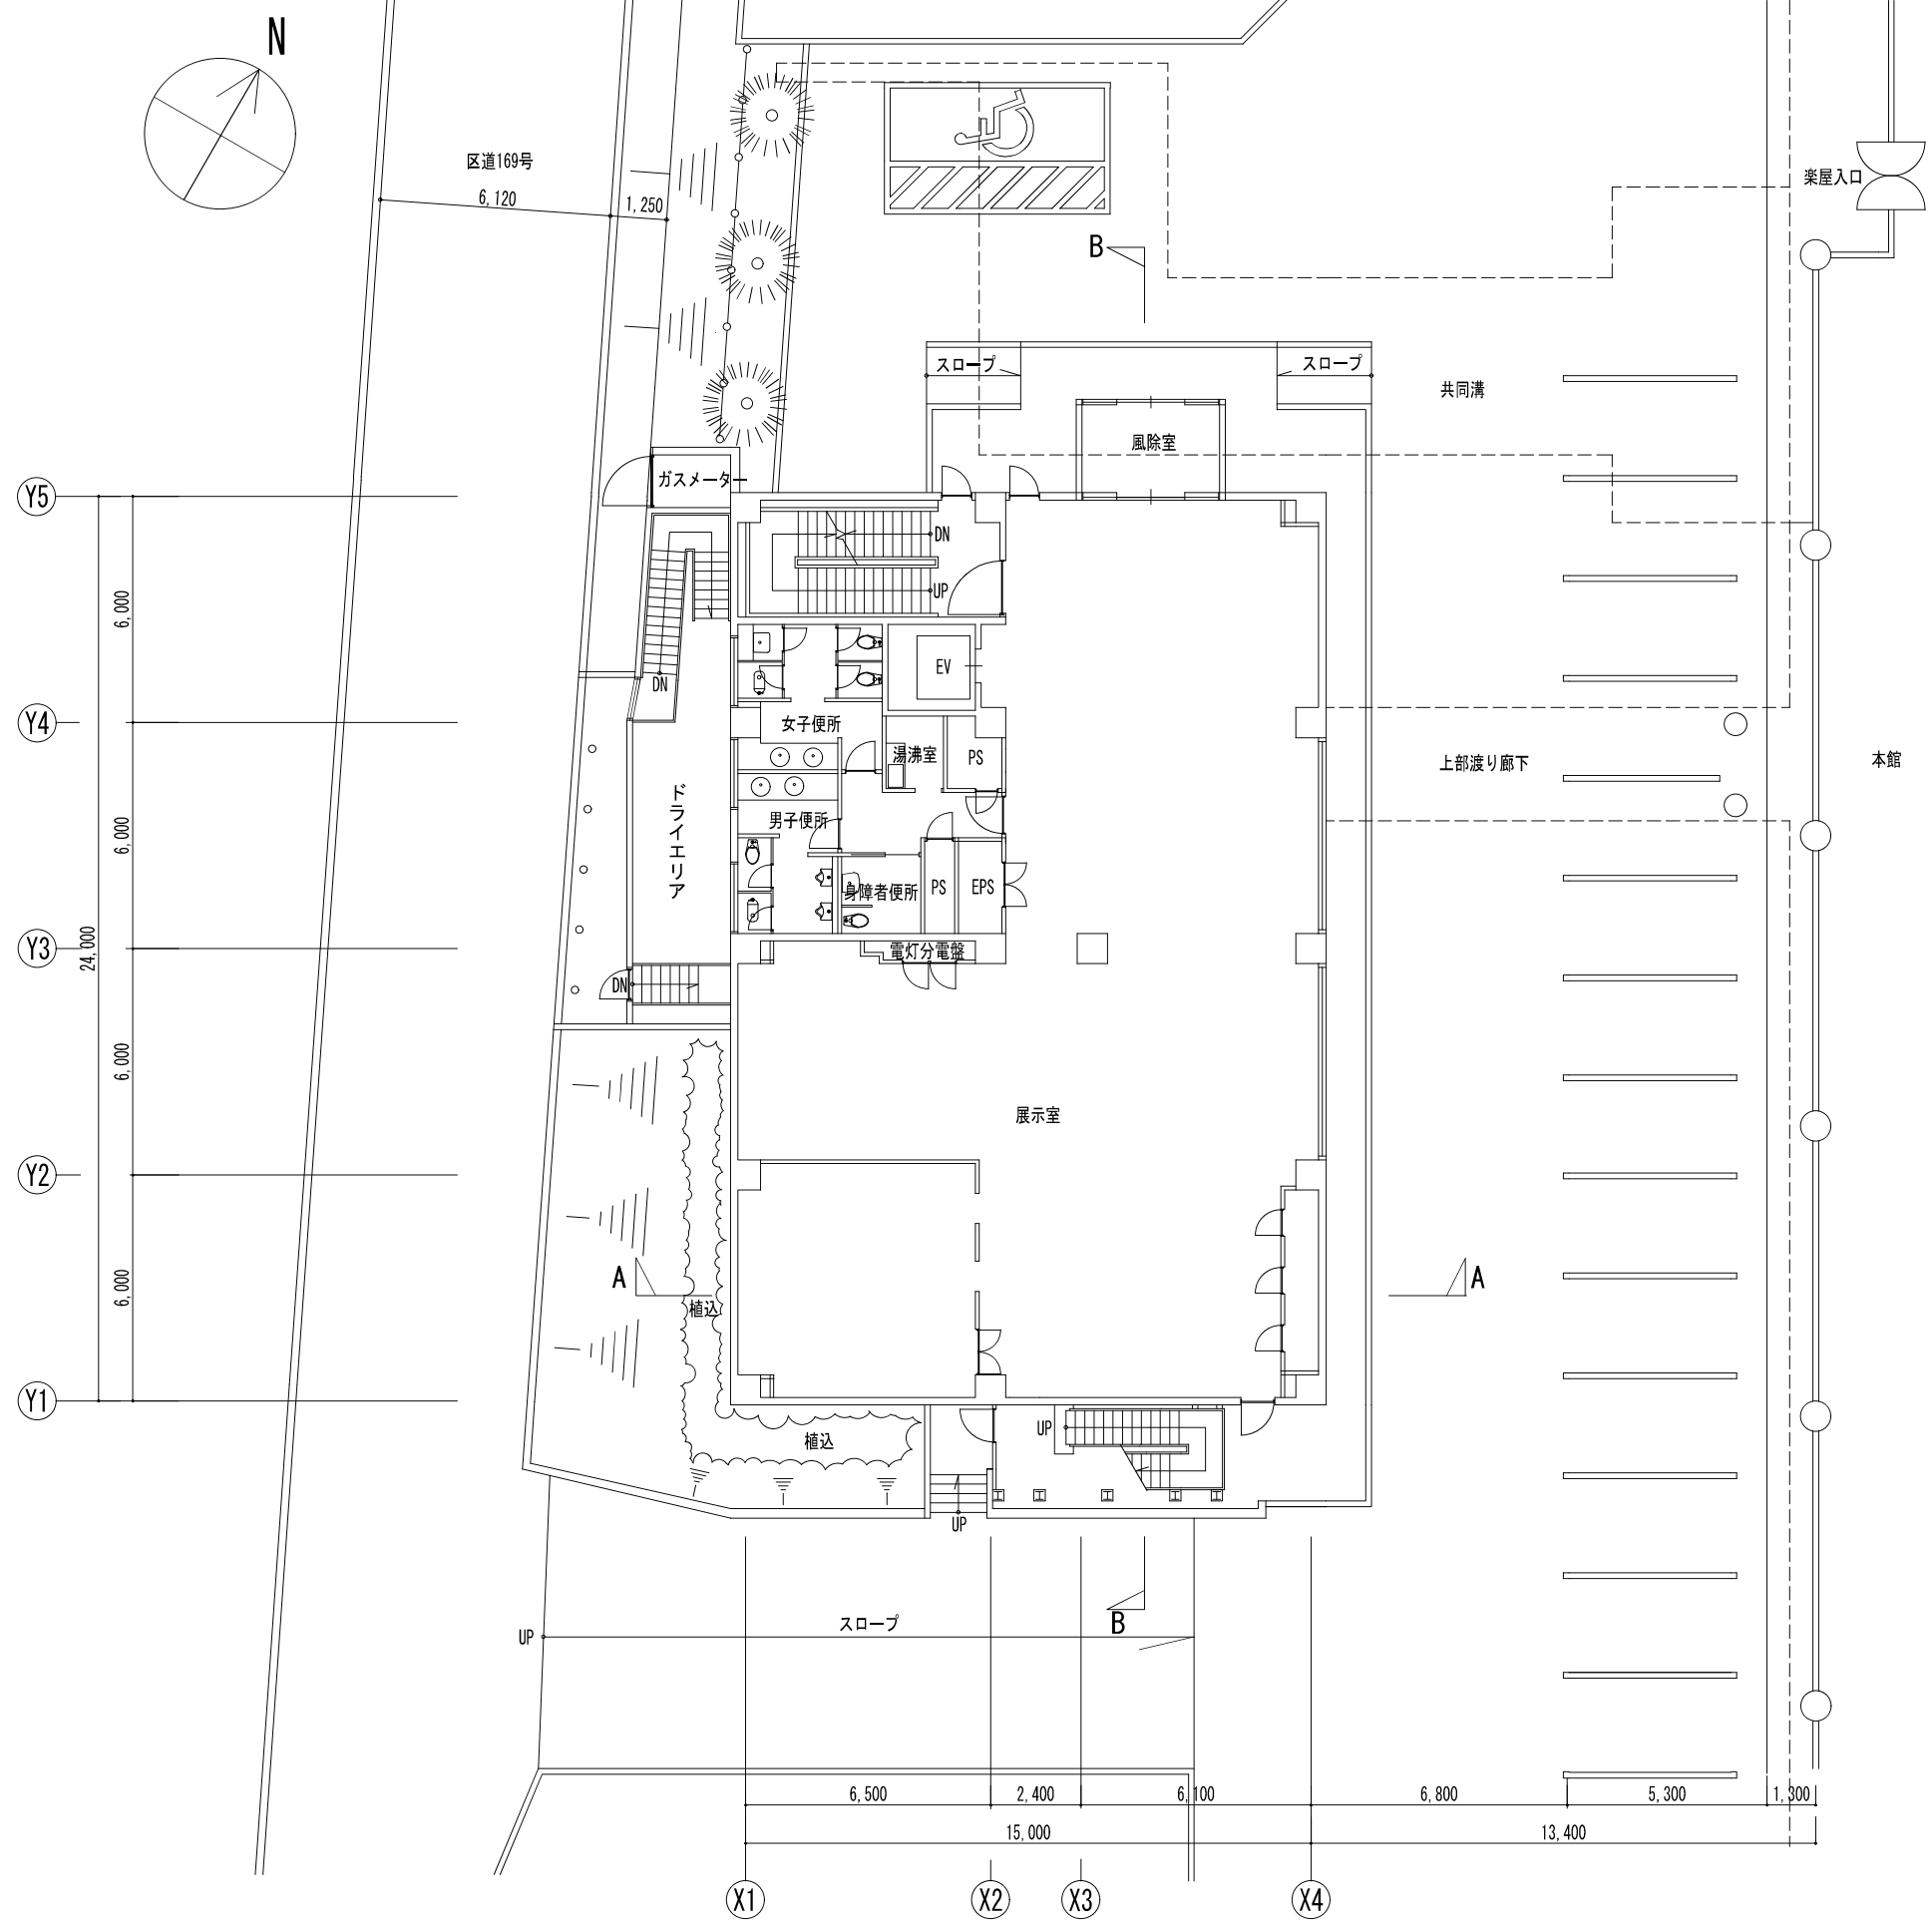 N
区道169号
6,120
1,250
楽屋入口
B
スロープ
スロープ
共同溝
風除室
ガスメーター
Y5
DN
UP
6,000
EV
DN
Y4
女子便所
湯沸室
PS
上部渡り廊下
本館
ドライエリア
男子便所
6,000
身障者便所
PS
EPS
Y3
24,000
電灯分電盤
DN
6,000
展示室
Y2
A
A
6,000
植込
Y1
UP
植込
UP
スロープ
B
UP
6,500
2,400
6,100
6,800
5,300
1,300
15,000
13,400
X1
X2
X3
X4